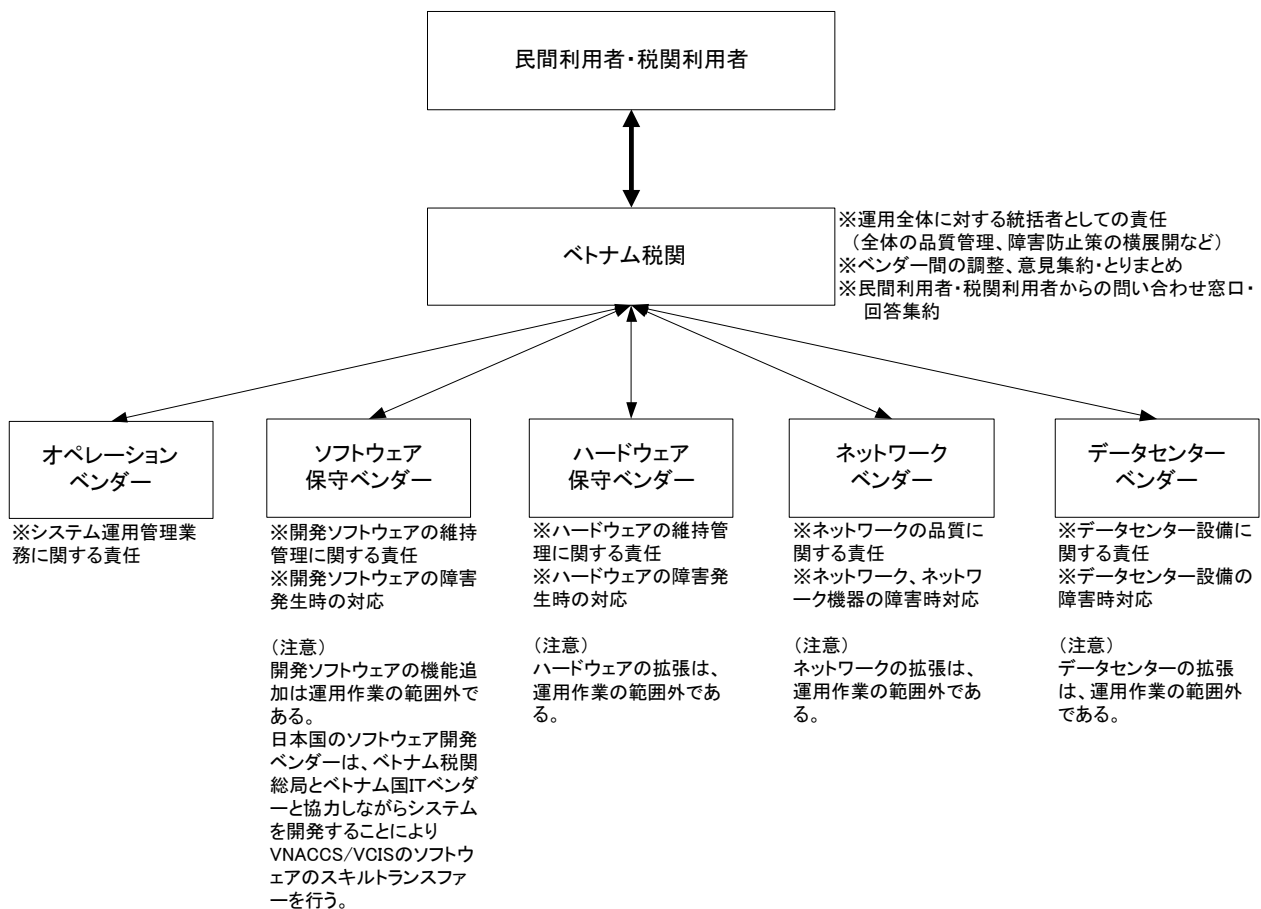 民間利用者・税関利用者
ベトナム税関
※運用全体に対する統括者としての責任
（全体の品質管理、障害防止策の横展開など）
※ベンダー間の調整、意見集約・とりまとめ
※民間利用者・税関利用者からの問い合わせ窓口・
回答集約
オペレーション
ベンダー
※システム運用管理業
務に関する責任
ソフトウェア
保守ベンダー
※開発ソフトウェアの維持
管理に関する責任
※開発ソフトウェアの障害
発生時の対応
（注意）
開発ソフトウェアの機能追
加は運用作業の範囲外で
ある。
日本国のソフトウェア開発
ベンダーは、ベトナム税関
総局とベトナム国ITベンダ
ーと協力しながらシステム
を開発することにより
VNACCS/VCISのソフトウ
ェアのスキルトランスファ
ーを行う。
ハードウェア
保守ベンダー
※ハードウェアの維持管
理に関する責任
※ハードウェアの障害発
生時の対応
（注意）
ハードウェアの拡張は、
運用作業の範囲外であ
る。
ネットワーク
ベンダー
※ネットワークの品質に
関する責任
※ネットワーク、ネットワ
ーク機器の障害時対応
（注意）
ネットワークの拡張は、
運用作業の範囲外であ
る。
データセンター
ベンダー
※データセンター設備に
関する責任
※データセンター設備の
障害時対応
（注意）
データセンターの拡張
は、運用作業の範囲外
である。